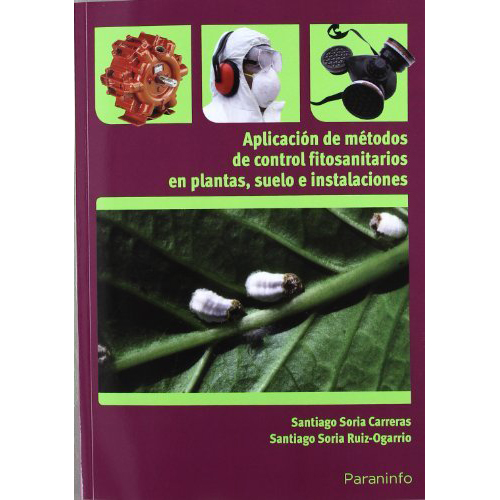 Aplicación de métodos
de control fitosanitarios
en plantas, suelo e instalaciones
Santiago Soria Carreras
Santiago Soria Ruiz-Ogarrio
Paraninfo